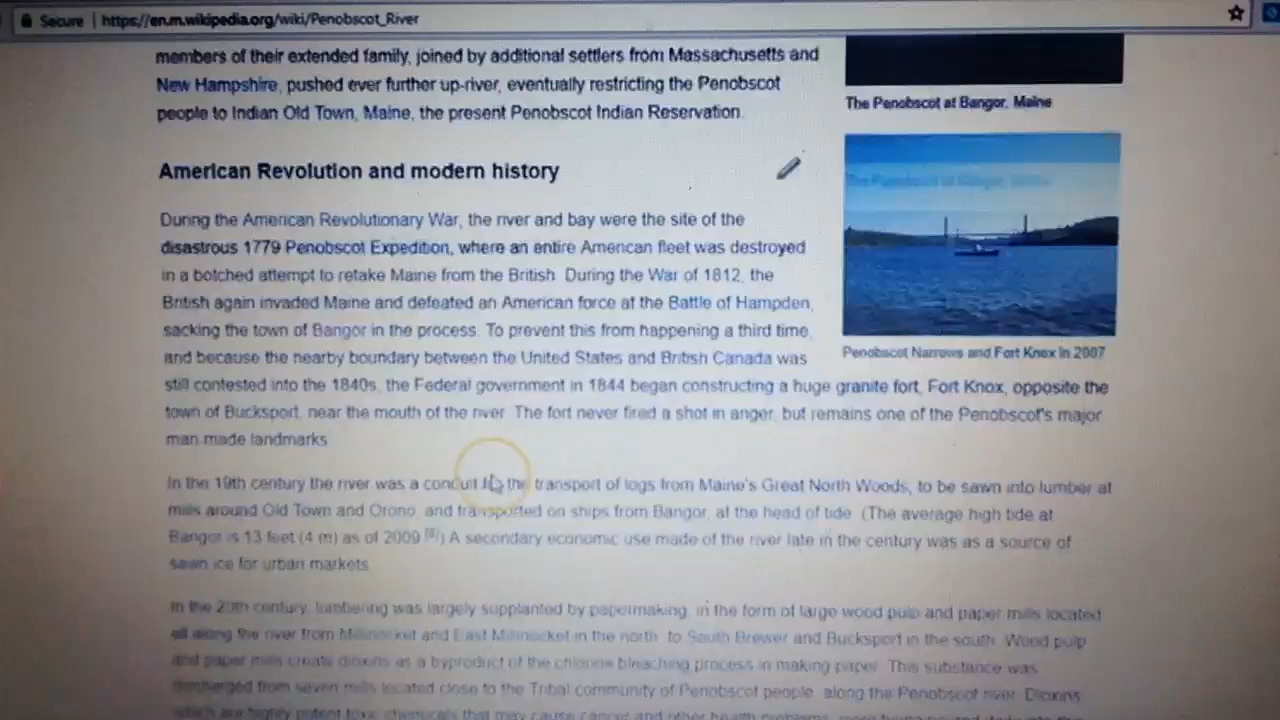 Secure | https://en.m.wikipedia.org/wiki/Penobscot_River
members of their extended family, joined by additional settlers from Massachusetts and
New Hampshire, pushed ever further up-river, eventually restricting the Penobscot
people to Indian Old Town, Maine, the present Penobscot Indian Reservation.
The Penobscot at Bangor, Maine
American Revolution and modern history
During the American Revolutionary War, the river and bay were the site of the
disastrous 1779 Penobscot Expedition, where an entire American fleet was destroyed
in a botched attempt to retake Maine from the British. During the War of 1812, the
British again invaded Maine and defeated an American force at the Battle of Hampden,
sacking the town of Bangor in the process. To prevent this from happening a third time,
and because the nearby boundary between the United States and British Canada was
Penobscot Narrows and Fort Knox in 2007
still contested into the 1840s, the Federal government in 1844 began constructing a huge granite fort, Fort Knox, opposite the
town of Bucksport, near the mouth of the river. The fort never fired a shot in anger, but remains one of the Penobscot's major
man-made landmarks.
In the 19th century the river was a conduit for the transport of logs from Maine's Great North Woods, to be sawn into lumber at
mills around Old Town and Orono, and transported on ships from Bangor, at the head of tide. (The average high tide at
Bangor is 13 feet (4 m) as of 2009.[6]) A secondary economic use made of the river late in the century was as a source of
sawn ice for urban markets.
In the 20th century, lumbering was largely supplanted by papermaking, in the form of large wood pulp and paper mills located
all along the river from Millinocket and East Millinocket in the north, to South Brewer and Bucksport in the south. Wood pulp
and paper mills create dioxins as a byproduct of the chlorine bleaching process in making paper. This substance was
discharged from seven mills located close to the Tribal community of Penobscot people, along the Penobscot river. Dioxins,
which are highly potent toxic chemicals that may cause cancer and other health problems,